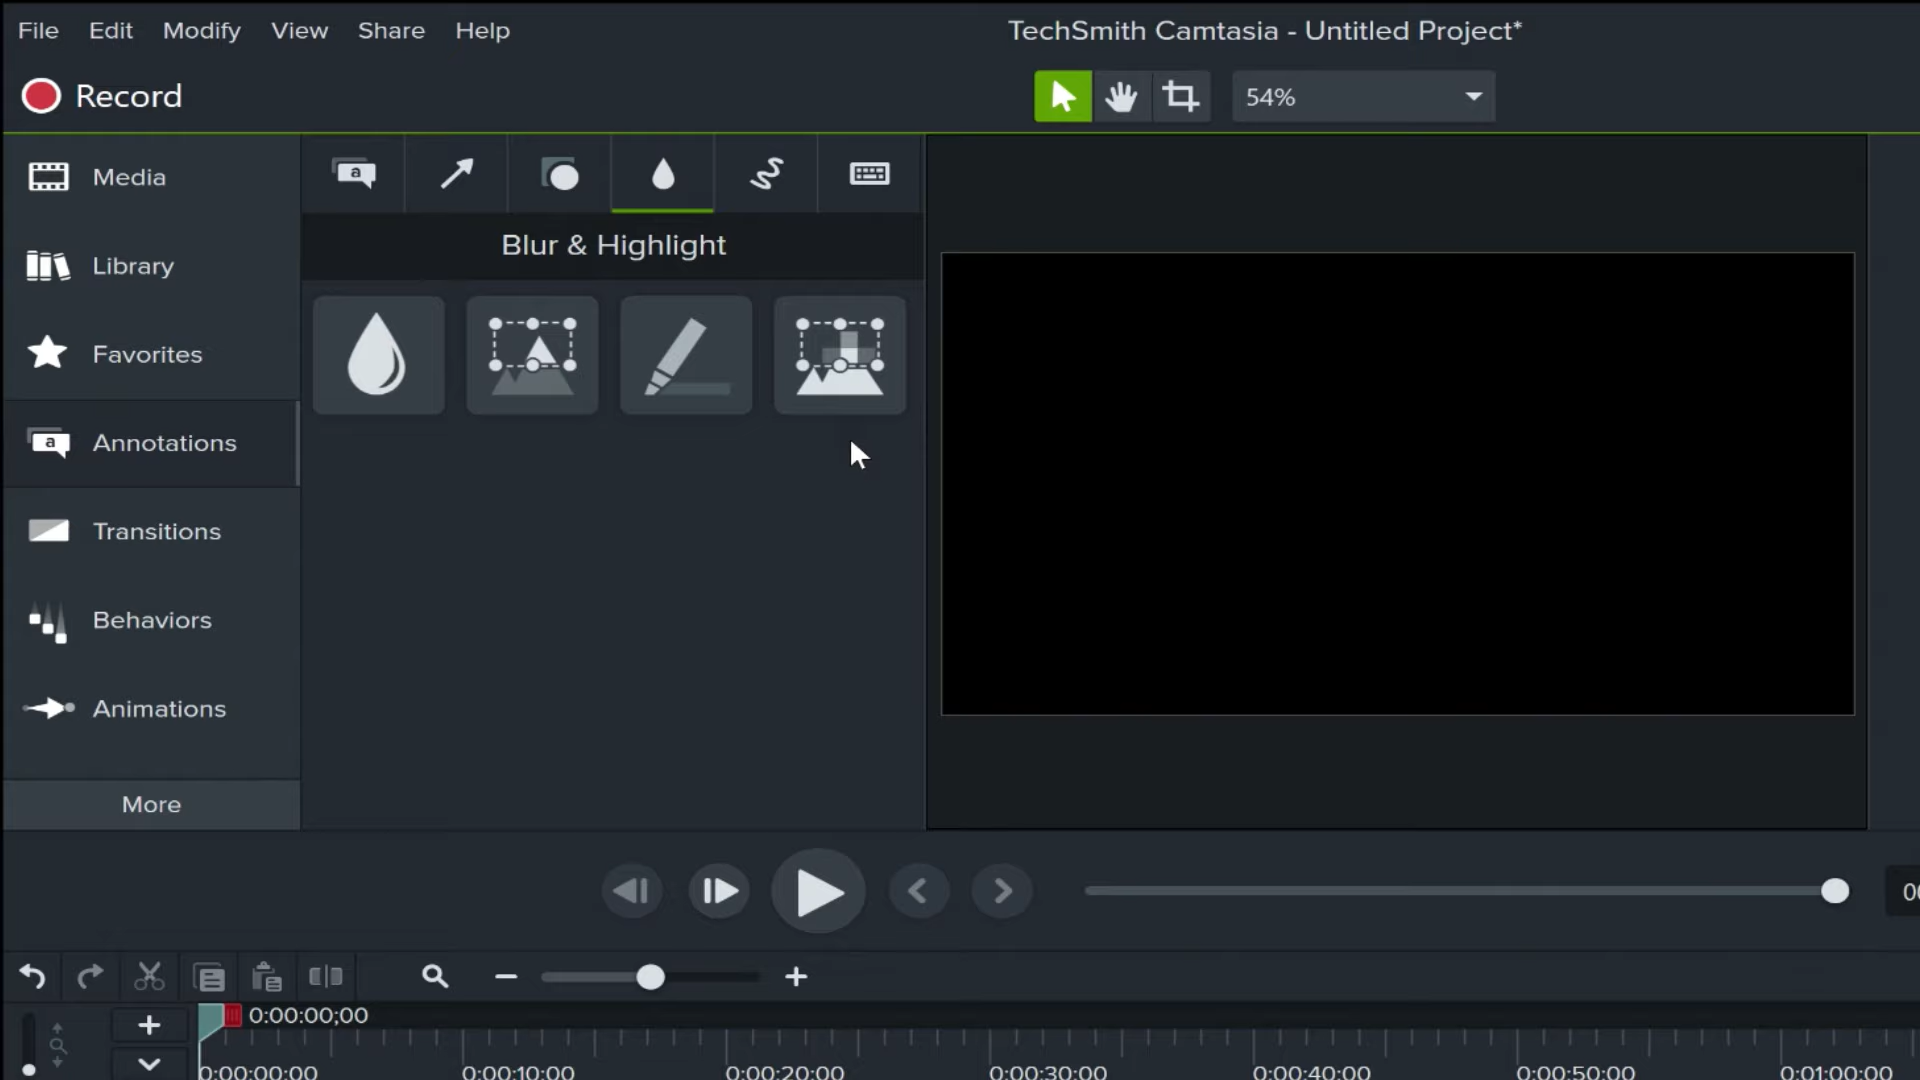 File Edit Modify View Share Help
TechSmith Camtasia - Untitled Project*
Record
54%
Media
a
Blur & Highlight
Library
Favorites
a Annotations
Transitions
Behaviors
Animations
More
00
0:00:00;00
0:00:00:00 0:00:10:00 0:00:20:00 0:00:30:00 0:00:40:00 0:00:50:00 0:01:00:00